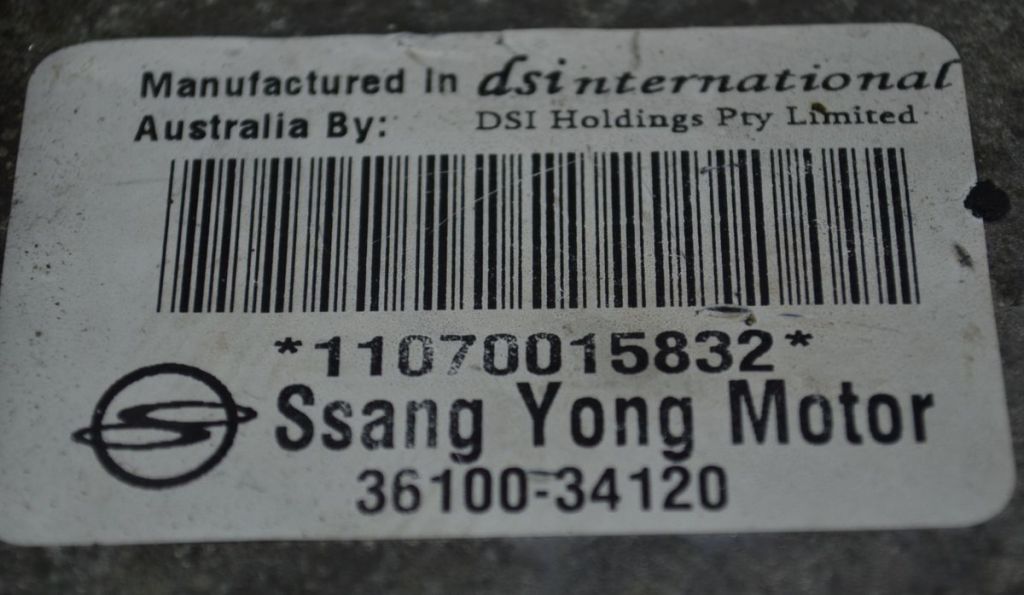 Manufactured In dsinternational
Australia By: DSI Holdings Pty Limited
*11070015832*
Ssang Yong Motor
36100-34120